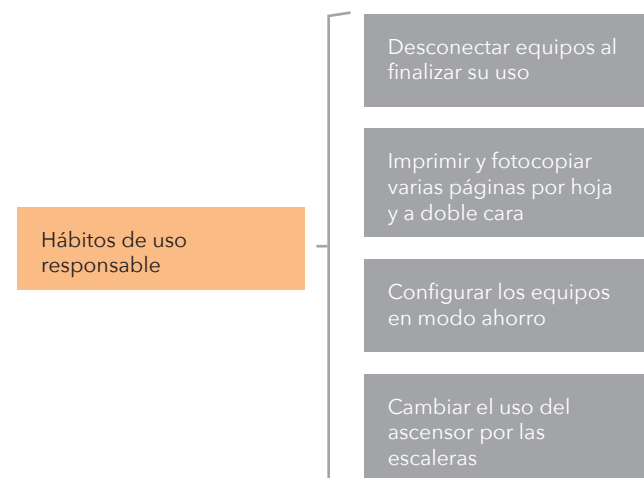 Desconectar equipos al
finalizar su uso
Imprimir y fotocopiar
varias páginas por hoja
y a doble cara
Hábitos de uso
responsable
Configurar los equipos
en modo ahorro
Cambiar el uso del
ascensor por las
escaleras